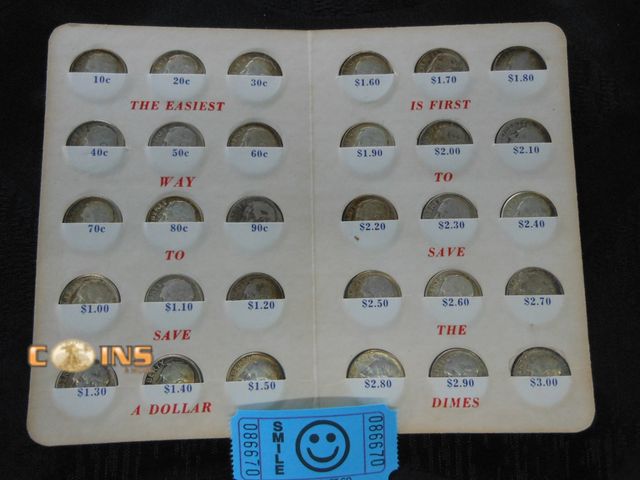 10c 20c 30c
THE EASIEST
40c 50c 60c
WAY
70c 80c 90c
TO
$1.00 $1.10 $1.20
SAVE
$1.30 $1.40 $1.50
A DOLLAR
$1.60 $1.70 $1.80
IS FIRST
$1.90 $2.00 $2.10
TO
$2.20 $2.30 $2.40
SAVE
$2.50 $2.60 $2.70
THE
$2.80 $2.90 $3.00
DIMES
COINS
086670 SMILE 086670